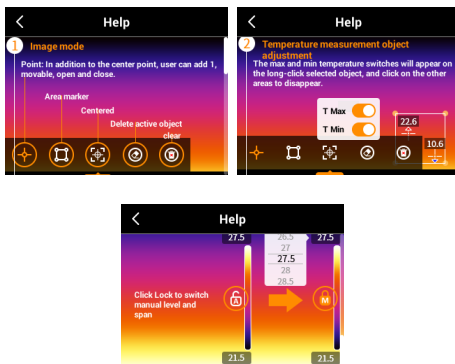 Help
1 Image mode
Point: In addition to the center point, user can add 1,
movable, open and close.
Area marker
Centered
Delete active object
clear
Help
2 Temperature measurement object
adjustment
The max and min temperature switches will appear on
the long-click selected object, and click on the other
areas to disappear.
T Max
T Min
22.6
10.6
Help
27.5
26.5
27
27.5
28
28.5
27.5
Click Lock to switch
manual level and
span
A
M
21.5
21.5